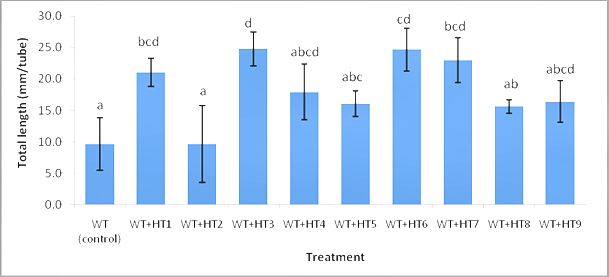 30.0
25.0
20.0
15.0
10.0
5.0
0.0
Total length (mm/tube)
a
bcd
a
d
abcd
abc
cd
bcd
ab
abcd
WT (control)
WT+HT1
WT+HT2
WT+HT3
WT+HT4
WT+HT5
WT+HT6
WT+HT7
WT+HT8
WT+HT9
Treatment